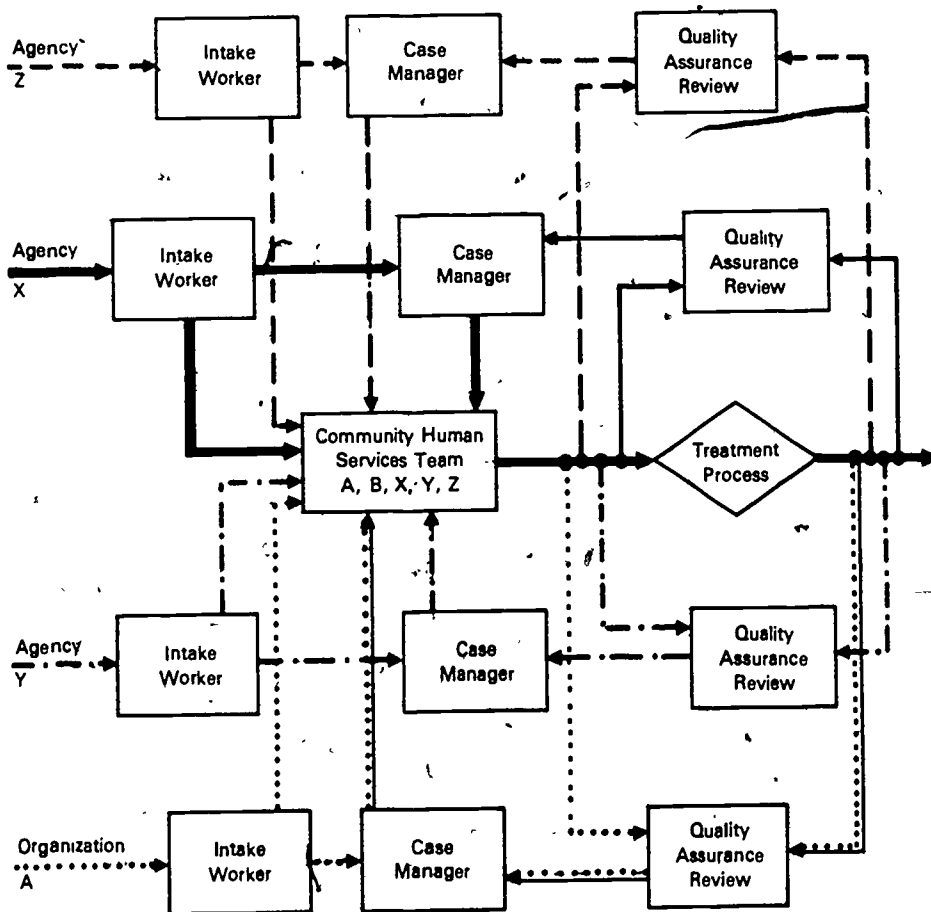 Agency
Z
Intake
Worker
Case
Manager
Quality
Assurance
Review
Agency
X
Intake
Worker
Case
Manager
Quality
Assurance
Review
Community Human
Services Team
A, B, X, Y, Z
Treatment
Process
Agency
Y
Intake
Worker
Case
Manager
Quality
Assurance
Review
Organization
A
Intake
Worker
Case
Manager
Quality
Assurance
Review